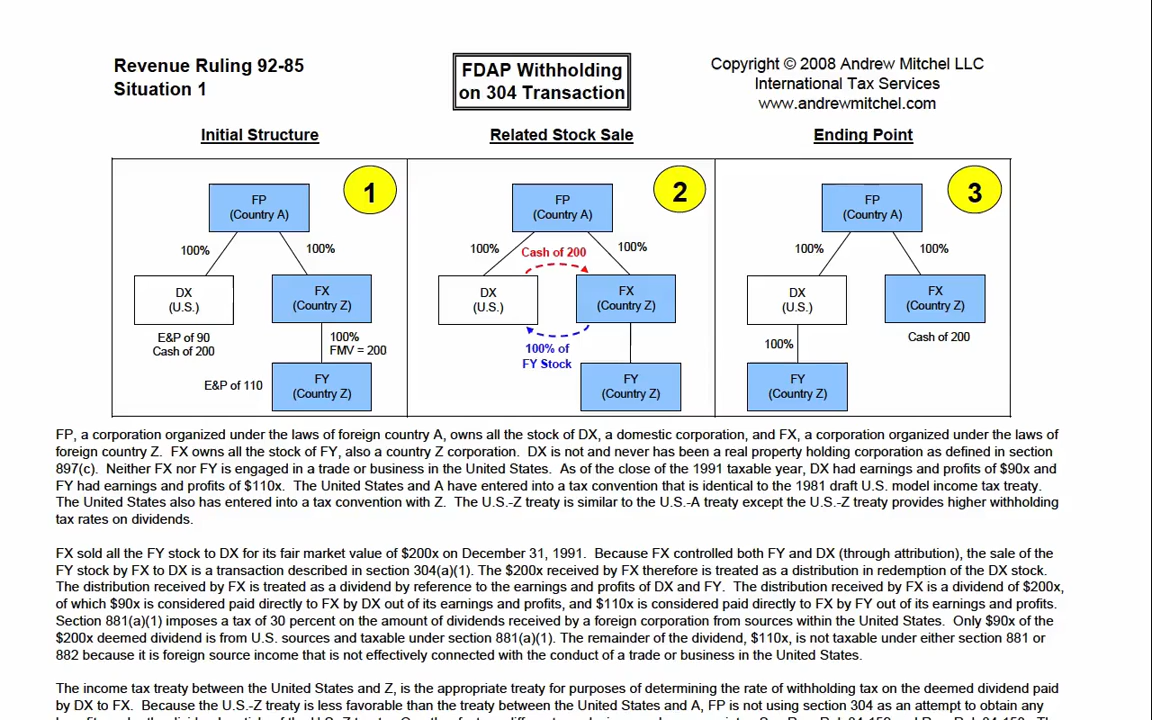 Revenue Ruling 92-85
Situation 1
FDAP Withholding
on 304 Transaction
Copyright © 2008 Andrew Mitchel LLC
International Tax Services
www.andrewmitchel.com
Initial Structure
Related Stock Sale
Ending Point
1
FP
(Country A)
100%
100%
DX
(U.S.)
FX
(Country Z)
E&P of 90
Cash of 200
100%
FMV = 200
E&P of 110
FY
(Country Z)
2
FP
(Country A)
100%
100%
Cash of 200
DX
(U.S.)
FX
(Country Z)
100% of
FY Stock
FY
(Country Z)
3
FP
(Country A)
100%
100%
DX
(U.S.)
FX
(Country Z)
Cash of 200
100%
FY
(Country Z)
FP, a corporation organized under the laws of foreign country A, owns all the stock of DX, a domestic corporation, and FX, a corporation organized under the laws of
foreign country Z. FX owns all the stock of FY, also a country Z corporation. DX is not and never has been a real property holding corporation as defined in section
897(c). Neither FX nor FY is engaged in a trade or business in the United States. As of the close of the 1991 taxable year, DX had earnings and profits of $90x and
FY had earnings and profits of $110x. The United States and A have entered into a tax convention that is identical to the 1981 draft U.S. model income tax treaty.
The United States also has entered into a tax convention with Z. The U.S.-Z treaty is similar to the U.S.-A treaty except the U.S.-Z treaty provides higher withholding
tax rates on dividends.
FX sold all the FY stock to DX for its fair market value of $200x on December 31, 1991. Because FX controlled both FY and DX (through attribution), the sale of the
FY stock by FX to DX is a transaction described in section 304(a)(1). The $200x received by FX therefore is treated as a distribution in redemption of the DX stock.
The distribution received by FX is treated as a dividend by reference to the earnings and profits of DX and FY. The distribution received by FX is a dividend of $200x,
of which $90x is considered paid directly to FX by DX out of its earnings and profits, and $110x is considered paid directly to FX by FY out of its earnings and profits.
Section 881(a)(1) imposes a tax of 30 percent on the amount of dividends received by a foreign corporation from sources within the United States. Only $90x of the
$200x deemed dividend is from U.S. sources and taxable under section 881(a)(1). The remainder of the dividend, $110x, is not taxable under either section 881 or
882 because it is foreign source income that is not effectively connected with the conduct of a trade or business in the United States.
The income tax treaty between the United States and Z, is the appropriate treaty for purposes of determining the rate of withholding tax on the deemed dividend paid
by DX to FX. Because the U.S.-Z treaty is less favorable than the treaty between the United States and A, FP is not using section 304 as an attempt to obtain any